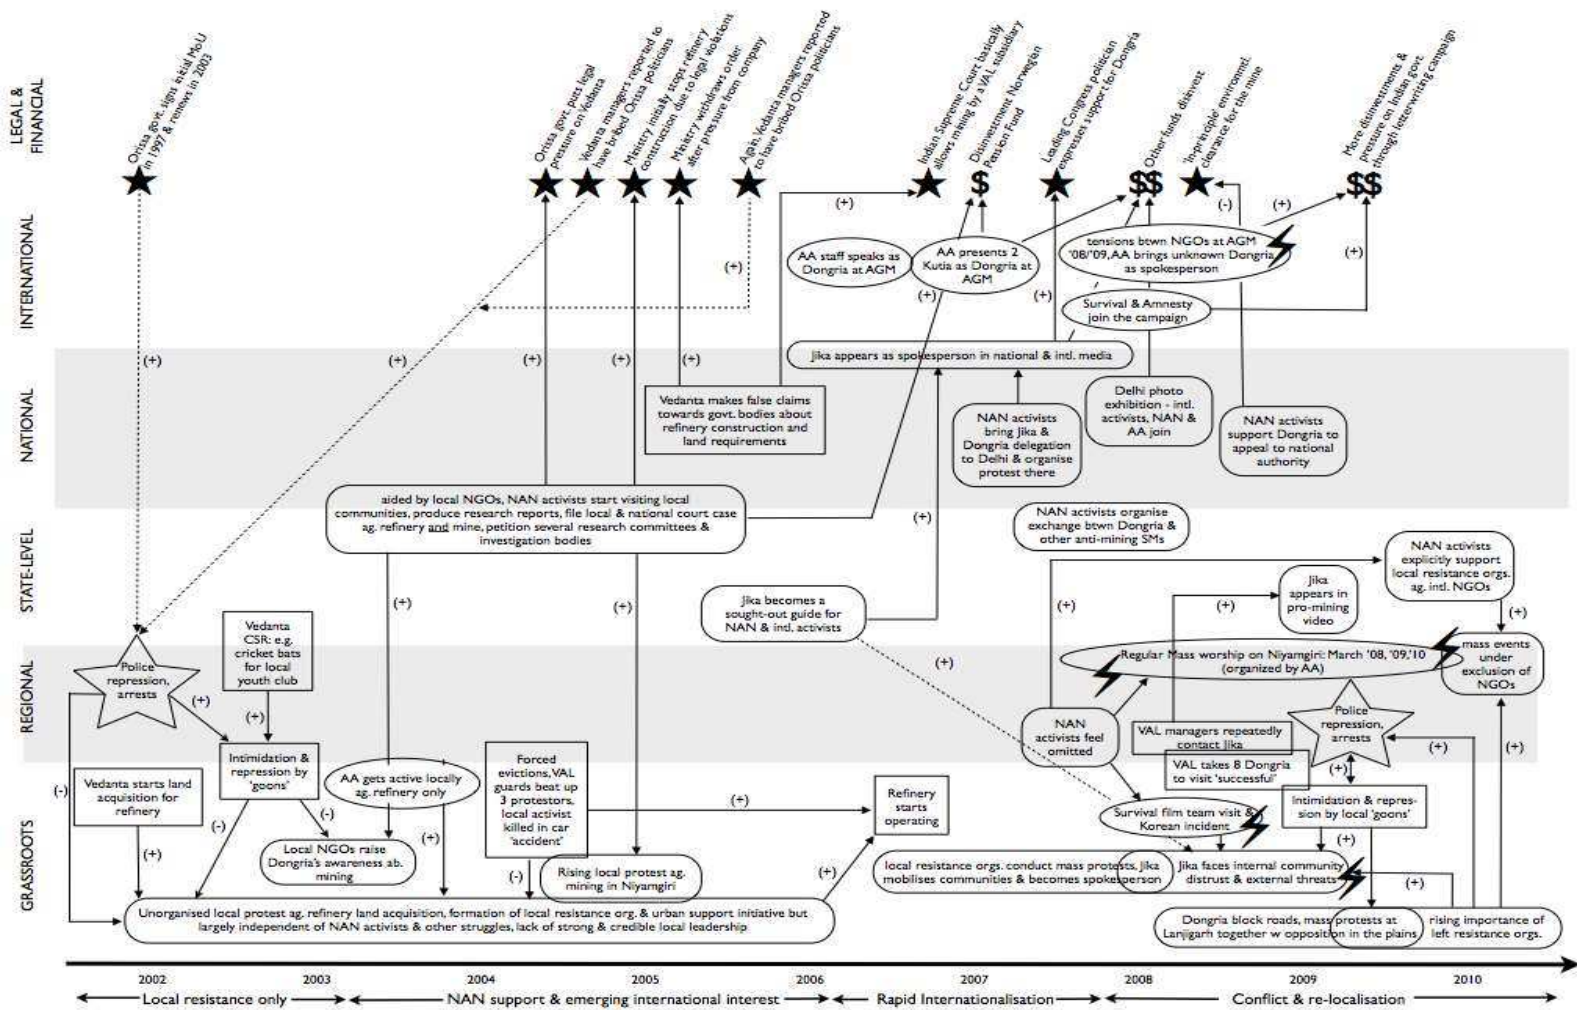 LEGAL &
FINANCIAL
INTERNATIONAL
NATIONAL
STATE-LEVEL
REGIONAL
GRASSROOTS
Orissa govt. signs initial MoU
in 1997 & renews in 2003
Orissa govt. puts legal
pressure on Vedanta
Vedanta managers reported to
have bribed Orissa politicians
Ministry initially stops refinery
construction due to legal violations
Ministry withdraws order
after pressure from company
Again, Vedanta managers reported
to have bribed Orissa politicians
Indian Supreme Court basically
allows mining by a VAL subsidiary
Disinvestment Norwegian
Pension Fund
Leading Congress politician
expresses support for Dongria
Other funds disinvest
'In-principle' environmtl.
clearance for the mine
More disinvestments &
pressure on Indian govt.
through letterwriting campaign
$
$$
$$
(+)
(-)
(+)
(+)
(+)
AA staff speaks as
Dongria at AGM
AA presents 2
Kutia as Dongria at
AGM
tensions btwn NGOs at AGM
'08/'09, AA brings unknown Dongria
as spokesperson
Survival & Amnesty
join the campaign
(+)
(+)
(+)
(+)
(+)
(+)
(+)
Jika appears as spokesperson in national & intl. media
Vedanta makes false claims
towards govt. bodies about
refinery construction and
land requirements
NAN activists
bring Jika &
Dongria delegation
to Delhi & organise
protest there
Delhi photo
exhibition - intl.
activists, NAN &
AA join
NAN activists
support Dongria to
appeal to national
authority
aided by local NGOs, NAN activists start visiting local
communities, produce research reports, file local & national court case
ag. refinery and mine, petition several research committees &
investigation bodies
(+)
NAN activists organise
exchange btwn Dongria &
other anti-mining SMs
NAN activists
explicitly support
local resistance orgs.
ag. intl. NGOs
Jika
appears in
pro-mining
video
Jika becomes a
sought-out guide for
NAN & intl. activists
(+)
(+)
(+)
(+)
(+)
Vedanta
CSR: e.g.
cricket bats
for local
youth club
Police
repression,
arrests
(+)
(+)
(+)
Regular Mass worship on Niyamgiri: March '08, '09,'10
(organized by AA)
mass events
under
exclusion of
NGOs
NAN
activists feel
omitted
VAL managers repeatedly
contact Jika
Police
repression,
arrests
(+)
(+)
(+)
VAL takes 8 Dongria
to visit 'successful'
Intimidation &
repression by
'goons'
Vedanta starts land
acquisition for
refinery
(-)
AA gets active locally
ag. refinery only
Forced
evictions, VAL
guards beat up
3 protestors,
local activist
killed in car
'accident'
(+)
Refinery
starts
operating
Survival film team visit &
Korean incident
Intimidation & repres-
sion by local 'goons'
(-)
(-)
(+)
(+)
(-)
(+)
(+)
(+)
Local NGOs raise
Dongria's awareness ab.
mining
Rising local protest ag.
mining in Niyamgiri
local resistance orgs. conduct mass protests, Jika
mobilises communities & becomes spokesperson
Jika faces internal community
distrust & external threats
Unorganised local protest ag. refinery land acquisition, formation of local resistance org. & urban support initiative but
largely independent of NAN activists & other struggles, lack of strong & credible local leadership
Dongria block roads, mass protests at
Lanjigarh together w opposition in the plains
rising importance of
left resistance orgs.
2002 2003 2004 2005 2006 2007 2008 2009 2010
Local resistance only
NAN support & emerging international interest
Rapid Internationalisation
Conflict & re-localisation